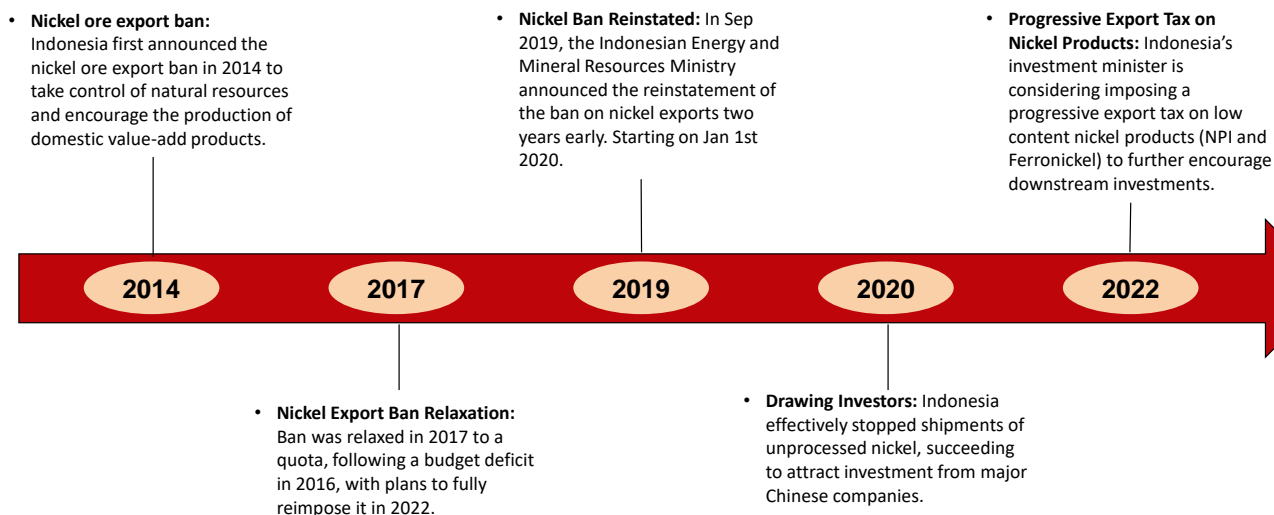 • Nickel ore export ban:
Indonesia first announced the
nickel ore export ban in 2014 to
take control of natural resources
and encourage the production of
domestic value-add products.
• Nickel Ban Reinstated: In Sep
2019, the Indonesian Energy and
Mineral Resources Ministry
announced the reinstatement of
the ban on nickel exports two
years early. Starting on Jan 1st
2020.
• Progressive Export Tax on
Nickel Products: Indonesia’s
investment minister is
considering imposing a
progressive export tax on low
content nickel products (NPI and
Ferronickel) to further encourage
downstream investments.
2014
2017
2019
2020
2022
• Nickel Export Ban Relaxation:
Ban was relaxed in 2017 to a
quota, following a budget deficit
in 2016, with plans to fully
reimpose it in 2022.
• Drawing Investors: Indonesia
effectively stopped shipments of
unprocessed nickel, succeeding
to attract investment from major
Chinese companies.